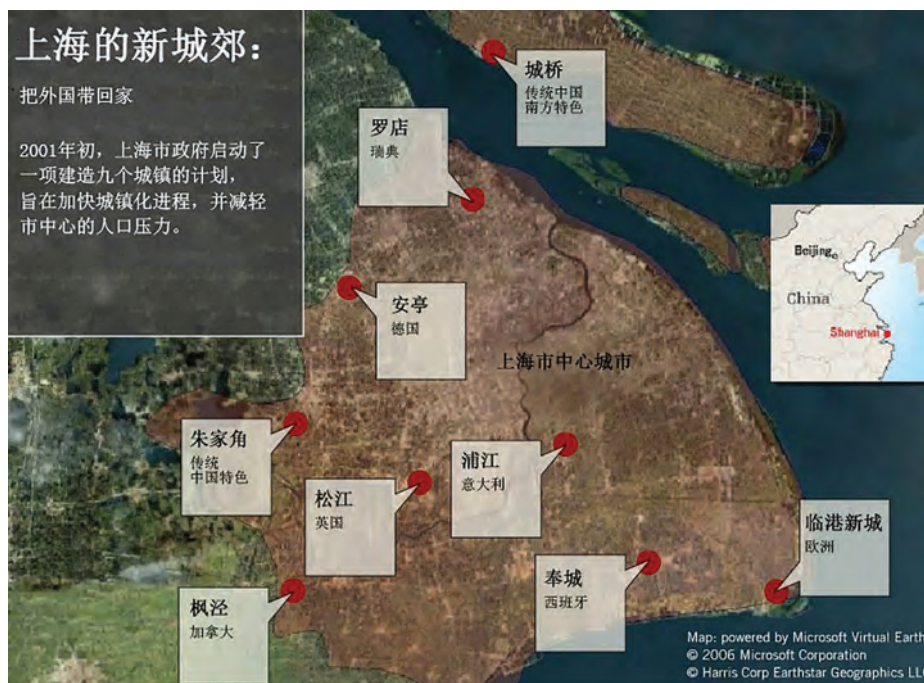 上海的新城郊：
把外国带回家
2001年初，上海市政府启动了
一项建造九个城镇的计划，
旨在加快城镇化进程，并减轻
市中心的人口压力。
城桥
传统中国
南方特色
罗店
瑞典
安亭
德国
上海市中心城市
朱家角
传统
中国特色
松江
英国
浦江
意大利
枫泾
加拿大
奉城
西班牙
临港新城
欧洲
Beijing
China
Shanghai
Map: powered by Microsoft Virtual Earth
© 2006 Microsoft Corporation
© Harris Corp Earthstar Geographics LLC